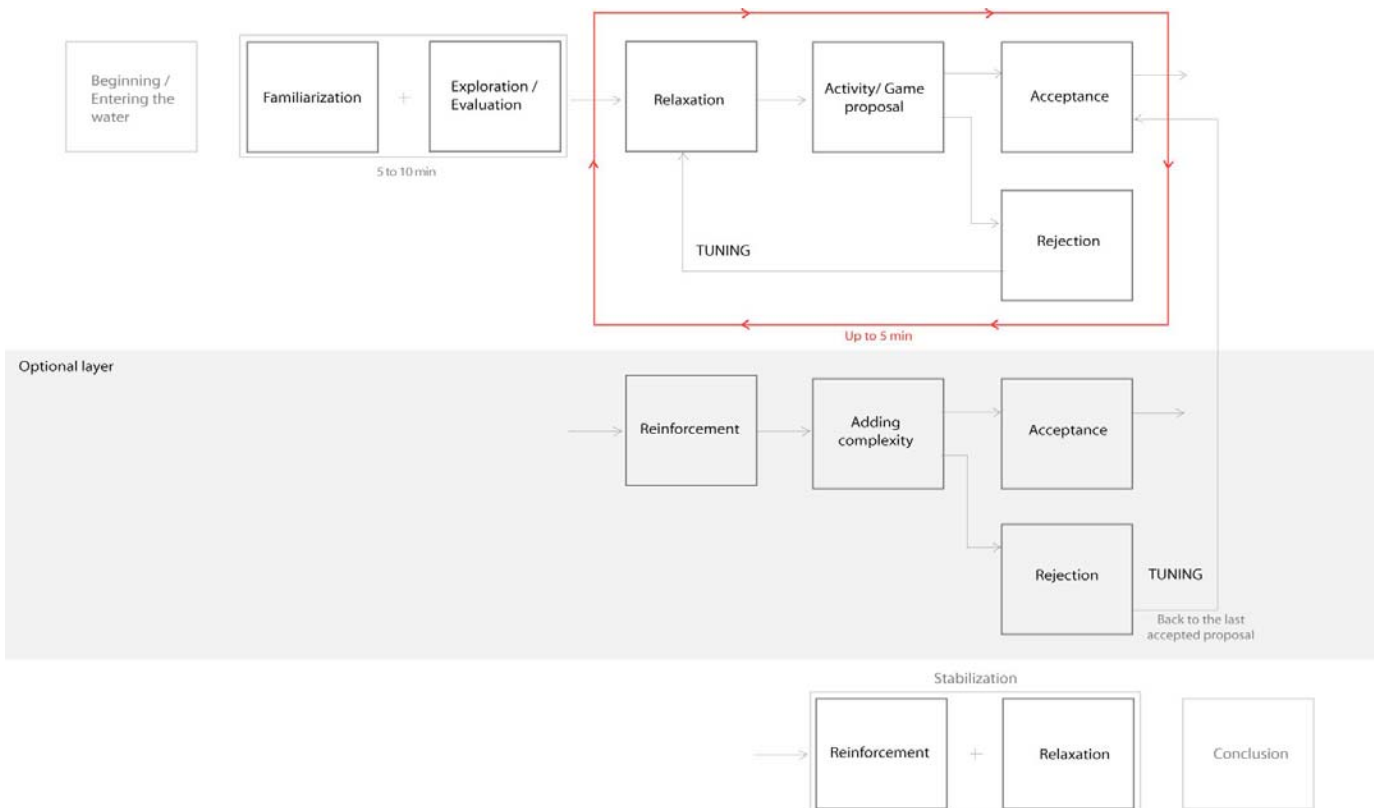 Beginning /
Entering the
water
Familiarization
+
Exploration /
Evaluation
5 to 10 min
Relaxation
Activity/ Game
proposal
Acceptance
Rejection
TUNING
Up to 5 min
Optional layer
Reinforcement
Adding
complexity
Acceptance
Rejection
TUNING
Back to the last
accepted proposal
Stabilization
Reinforcement
+
Relaxation
Conclusion